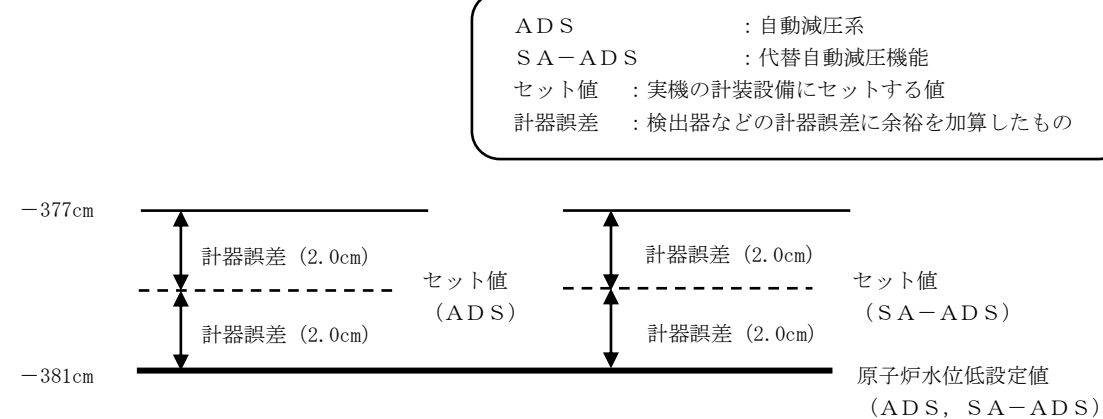 ADS　：自動減圧系
SA－ADS　：代替自動減圧機能
セット値　：実機の計装設備にセットする値
計器誤差　：検出器などの計器誤差に余裕を加算したもの
－377cm
計器誤差（2.0cm）
計器誤差（2.0cm）
セット値
（ADS）
セット値
（SA－ADS）
計器誤差（2.0cm）
計器誤差（2.0cm）
－381cm
原子炉水位低設定値
（ADS，SA－ADS）